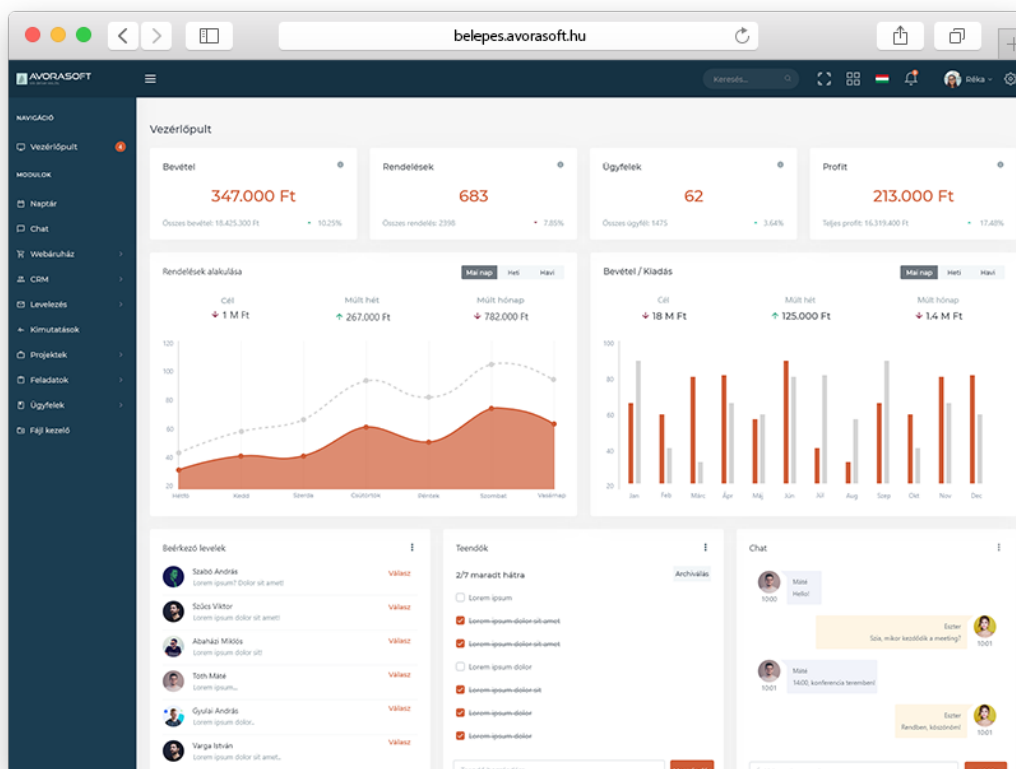 belepes.avorasoft.hu
AVORASOFT
Keresés...
Réka
NAVIGÁCIÓ
Vezérlőpult
4
MODULOK
Naptár
Chat
Webáruház
CRM
Levelezés
Kimutatások
Projektek
Feladatok
Ügyfelek
Fájl kezelő
Vezérlőpult
Bevétel
347.000 Ft
Összes bevétel: 18.425.300 Ft 10.25%
Rendelések
683
Összes rendelés: 2398 7.85%
Ügyfelek
62
Összes ügyfél: 1475 3.64%
Profit
213.000 Ft
Teljes profit: 16.319.400 Ft 17.48%
Rendelések alakulása
Mai nap Heti Havi
Cél Múlt hét Múlt hónap
1 M Ft 267.000 Ft 782.000 Ft
120
100
80
60
40
20
Hétfő Kedd Szerda Csütörtök Péntek Szombat Vasárnap
Bevétel / Kiadás
Mai nap Heti Havi
Cél Múlt hét Múlt hónap
18 M Ft 125.000 Ft 1.4 M Ft
100
80
60
40
20
Jan Feb Márc Ápr Máj Jún Júl Aug Szep Okt Nov Dec
Beérkező levelek
Szabó András
Lorem ipsum? Dolor sit amet!
Válasz
Szűcs Viktor
Lorem ipsum dolor sit amet!
Válasz
Abaházi Miklós
Lorem ipsum dolor sit!
Válasz
Tóth Máté
Lorem ipsum...
Válasz
Gyulai András
Lorem ipsum dolor..
Válasz
Varga István
Lorem ipsum dolor sit amet..
Válasz
Teendők
2/7 maradt hátra
Archiválás
Lorem ipsum
Lorem ipsum dolor sit amet
Lorem ipsum dolor sit amet
Lorem ipsum dolor
Lorem ipsum dolor sit
Lorem ipsum dolor
Lorem ipsum dolor
Chat
Máté
Hello!
10:00
Eszter
Szia, mikor kezdődik a meeting?
10:01
Máté
14:00, konferencia teremben!
10:01
Eszter
Rendben, köszönöm!
10:01